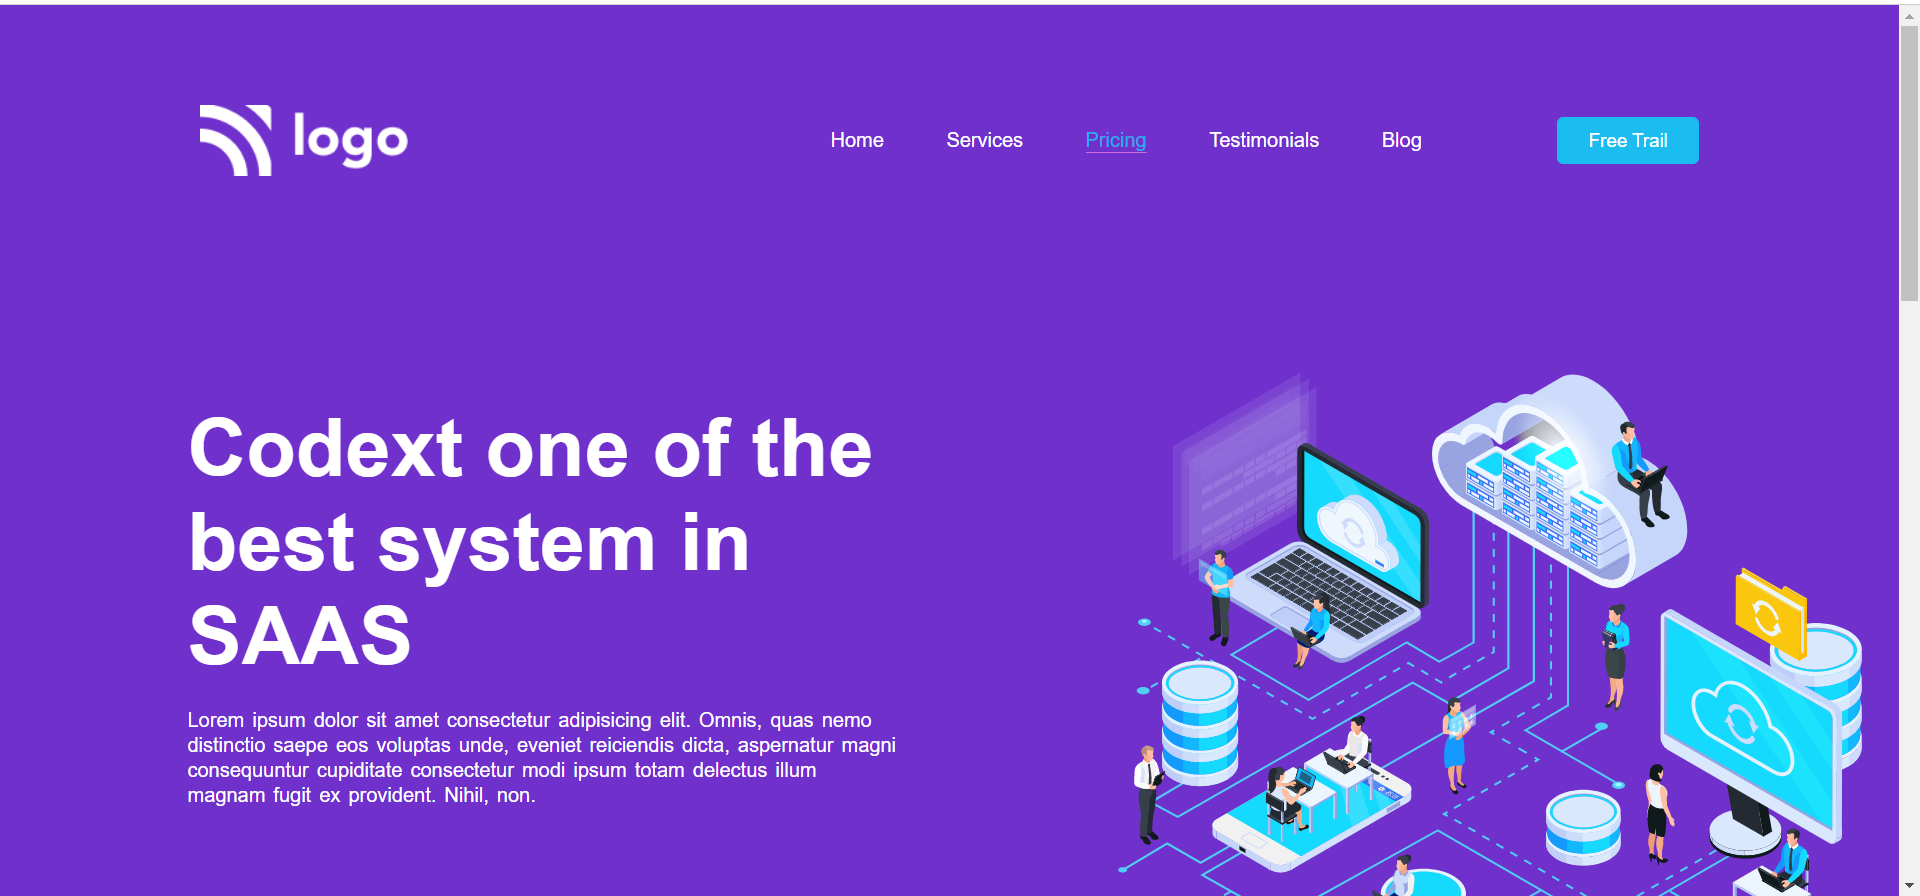 logo
Home Services Pricing Testimonials Blog Free Trail
Codext one of the
best system in
SAAS
Lorem ipsum dolor sit amet consectetur adipisicing elit. Omnis, quas nemo
distinctio saepe eos voluptas unde, eveniet reiciendis dicta, aspernatur magni
consequuntur cupiditate consectetur modi ipsum totam delectus illum
magnam fugit ex provident. Nihil, non.